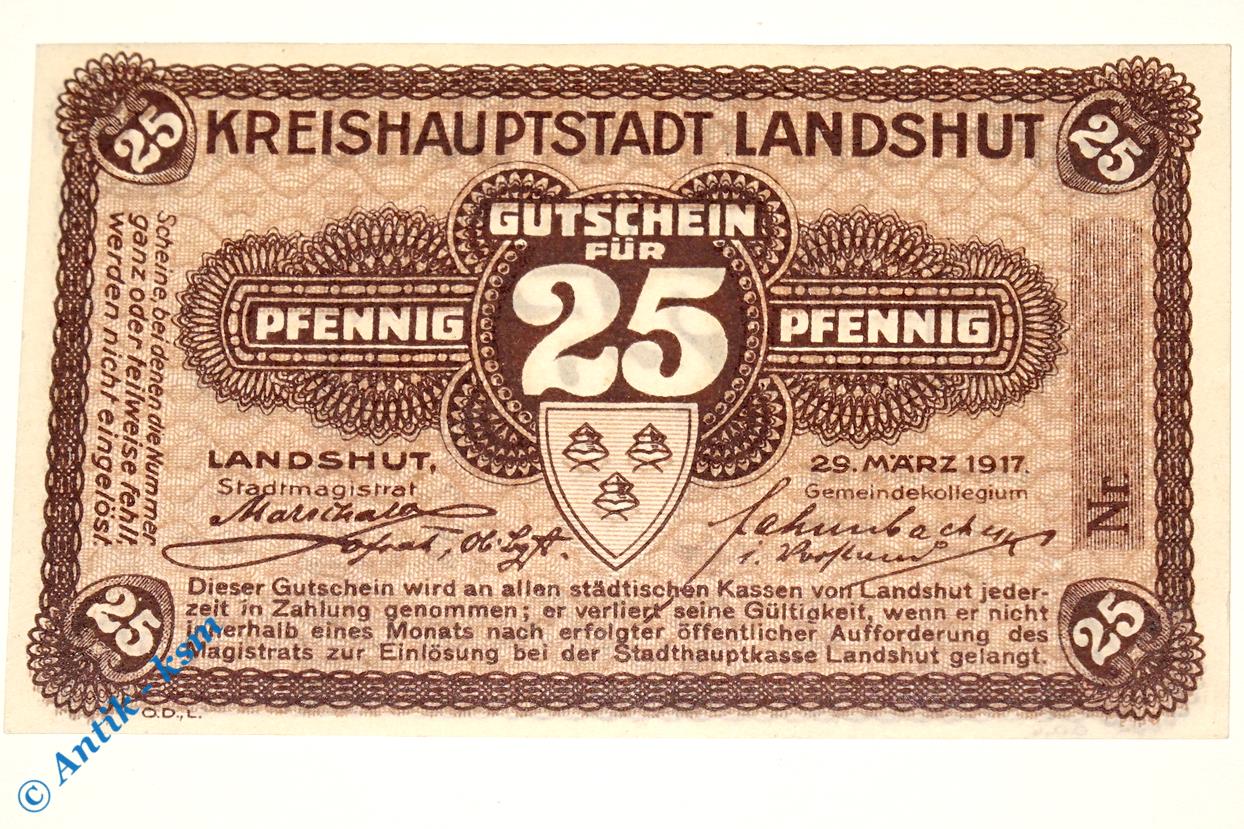 25
KREISHAUPTSTADT LANDSHUT
25
GUTSCHEIN
FÜR
25
PFENNIG
PFENNIG
Scheine, bei denen die Nummer
ganz oder teilweise fehlt,
werden nicht eingelöst.
LANDSHUT,
Stadtmagistrat
Marschall
29. MÄRZ 1917.
Gemeindekollegium
Nr.
Dieser Gutschein wird an allen städtischen Kassen von Landshut jeder-
zeit in Zahlung genommen; er verliert seine Gültigkeit, wenn er nicht
innerhalb eines Monats nach erfolgter öffentlicher Aufforderung des
Magistrats zur Einlösung bei der Stadthauptkasse Landshut gelangt.
25
25
O.D.,L.
© Antik-ksm